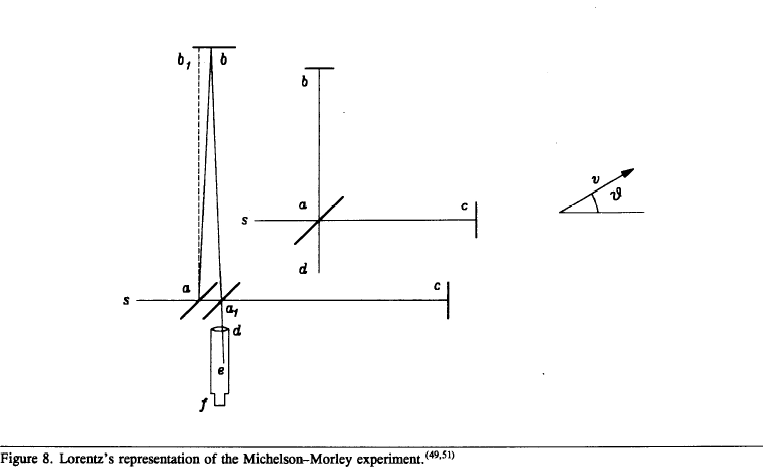 b₁ b
b
v
ϑ
a
c
s
d
a
c
s
a₁
d
e
f
Figure 8. Lorentz's representation of the Michelson–Morley experiment.(49,51)